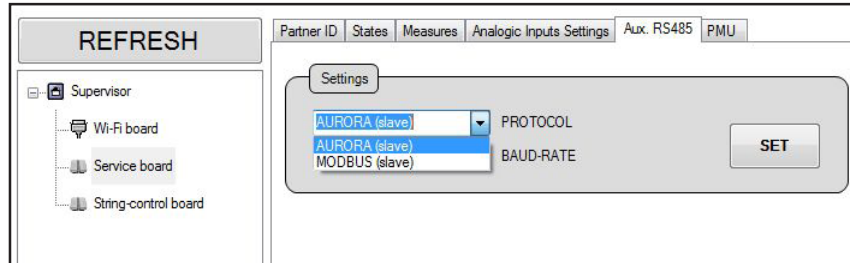 REFRESH
Supervisor
Wi-Fi board
Service board
String-control board
Partner ID States Measures Analogic Inputs Settings Aux. RS485 PMU
Settings
AURORA (slave) PROTOCOL
AURORA (slave)
MODBUS (slave) BAUD-RATE
SET